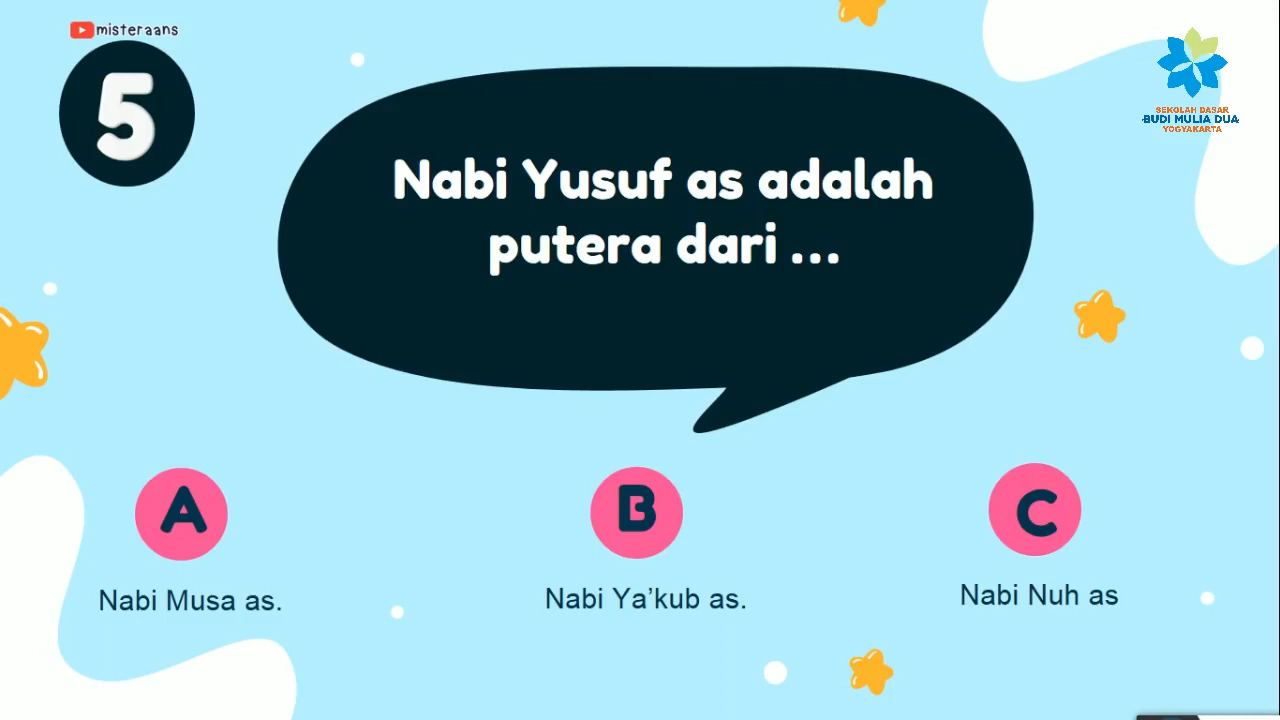 misteraans
5
SEKOLAH DASAR
BUDI MULIA DUA
YOGYAKARTA
Nabi Yusuf as adalah
putera dari ...
A
Nabi Musa as.
B
Nabi Ya’kub as.
C
Nabi Nuh as